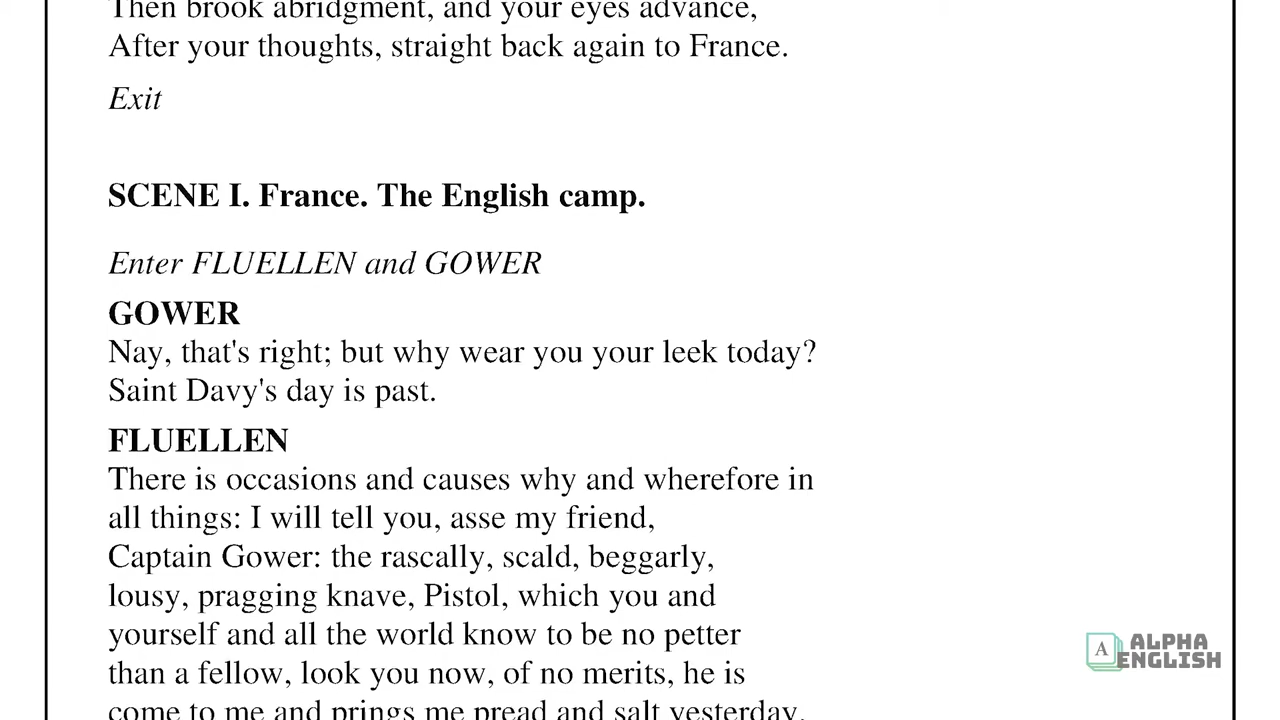 Then brook abridgment, and your eyes advance,
After your thoughts, straight back again to France.
Exit
SCENE I. France. The English camp.
Enter FLUELLEN and GOWER
GOWER
Nay, that's right; but why wear you your leek today?
Saint Davy's day is past.
FLUELLEN
There is occasions and causes why and wherefore in
all things: I will tell you, asse my friend,
Captain Gower: the rascally, scald, beggarly,
lousy, pragging knave, Pistol, which you and
yourself and all the world know to be no petter
than a fellow, look you now, of no merits, he is
come to me and prings me pread and salt yesterday,
A ALPHA
ENGLISH